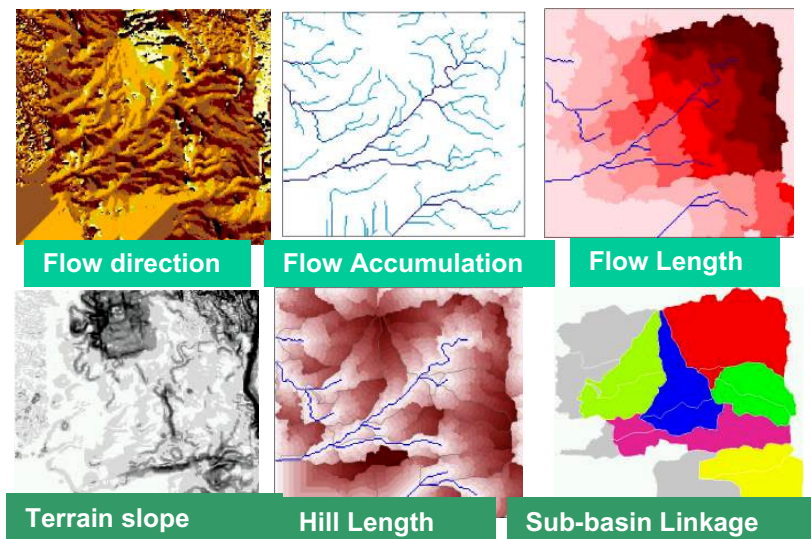 Flow direction
Flow Accumulation
Flow Length
Terrain slope
Hill Length
Sub-basin Linkage